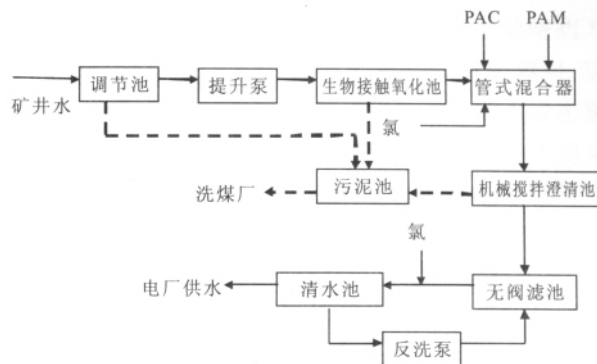 PAC
PAM
调节池
提升泵
生物接触氧化池
管式混合器
矿井水
氯
洗煤厂
污泥池
机械搅拌澄清池
氯
电厂供水
清水池
无阀滤池
反洗泵